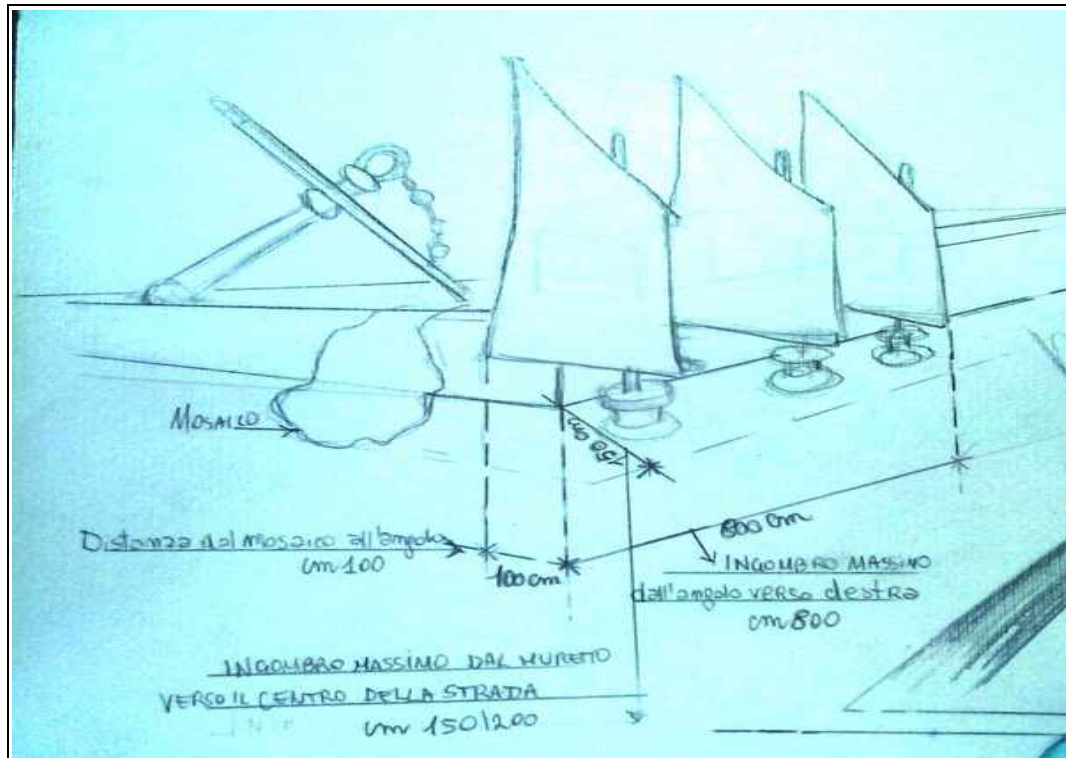 MOSAICO
150 cm
Distanza dal mosaico all'angolo
cm 100
100 cm
800 cm
INGOMBRO MASSIMO
dall'angolo verso destra
cm 800
INGOMBRO MASSIMO DAL MURETTO
VERSO IL CENTRO DELLA STRADA
cm 150/200